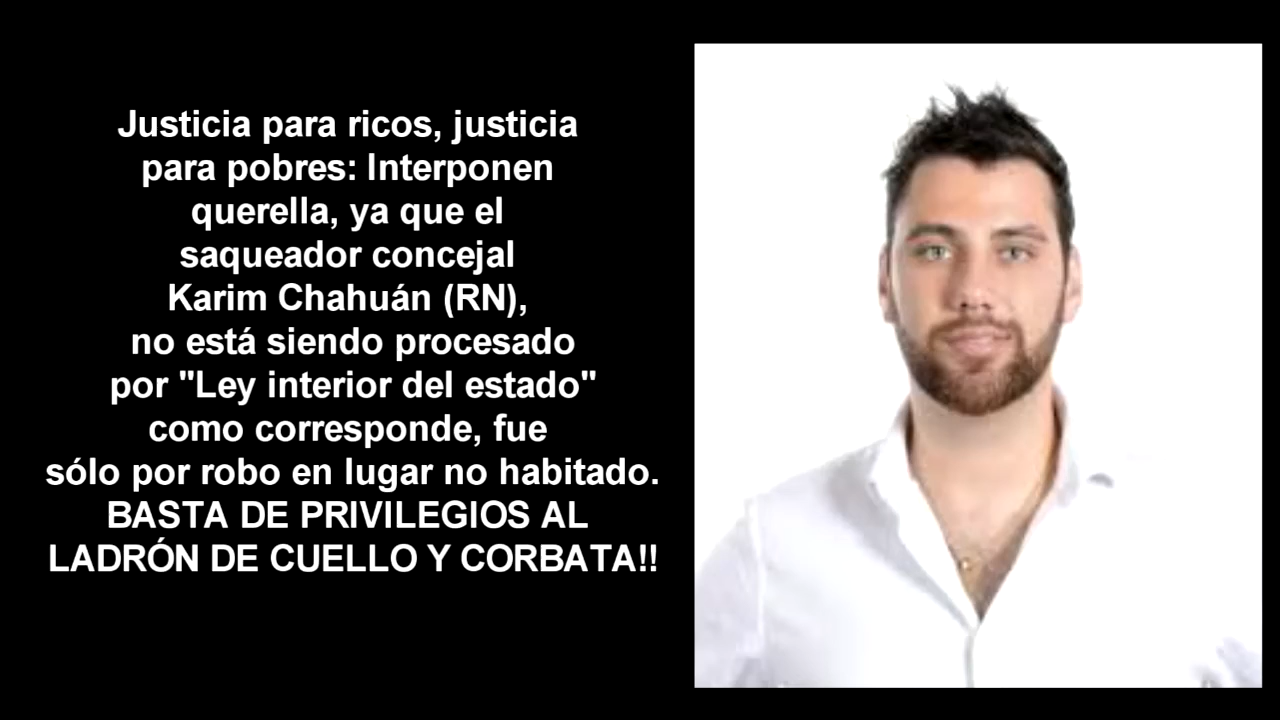 Justicia para ricos, justicia
para pobres: Interponen
querella, ya que el
saqueador concejal
Karim Chahuán (RN),
no está siendo procesado
por "Ley interior del estado"
como corresponde, fue
sólo por robo en lugar no habitado.
BASTA DE PRIVILEGIOS AL
LADRÓN DE CUELLO Y CORBATA!!